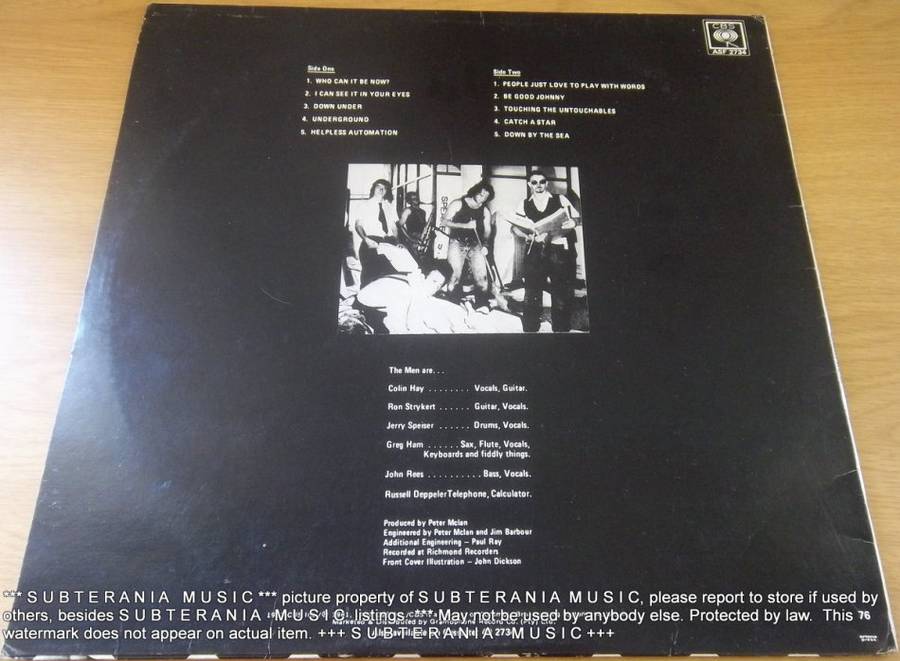 CBS
ASF 2734
Side One
1. WHO CAN IT BE NOW?
2. I CAN SEE IT IN YOUR EYES
3. DOWN UNDER
4. UNDERGROUND
5. HELPLESS AUTOMATION
Side Two
1. PEOPLE JUST LOVE TO PLAY WITH WORDS
2. BE GOOD JOHNNY
3. TOUCHING THE UNTOUCHABLES
4. CATCH A STAR
5. DOWN BY THE SEA
The Men are...
Colin Hay ........ Vocals, Guitar.
Ron Strykert ...... Guitar, Vocals.
Jerry Speiser ...... Drums, Vocals.
Greg Ham ......Sax, Flute, Vocals,
Keyboards and fiddly things.
John Rees ..........Bass, Vocals.
Russell DeppelerTelephone, Calculator.
Produced by Peter McIan
Engineered by Peter McIan and Jim Barbour
Additional Engineering – Paul Ray
Recorded at Richmond Recorders
Front Cover Illustration – John Dickson
*** S U B T E R A N I A M U S I C *** picture property of S U B T E R A N I A M U S I C, please report to store if used by
others, besides S U B T E R A N I A M U S I C, listings. *** May not be used by anybody else. Protected by law. This
watermark does not appear on actual item. +++ S U B T E R A N I A M U S I C +++
76